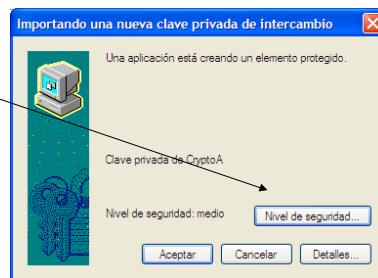 Importando una nueva clave privada de intercambio
Una aplicación está creando un elemento protegido.
Clave privada de CryptoA
Nivel de seguridad: medio
Nivel de seguridad...
Aceptar
Cancelar
Detalles...